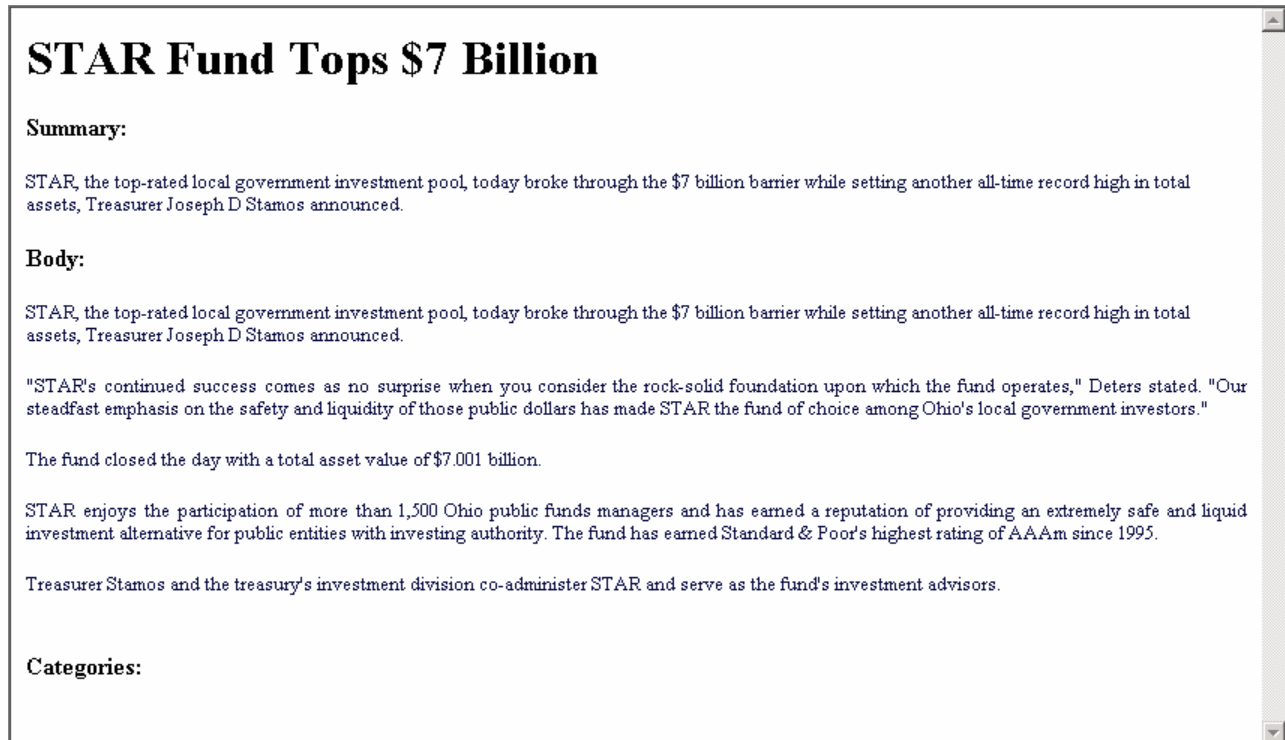 STAR Fund Tops $7 Billion
Summary:
STAR, the top-rated local government investment pool, today broke through the $7 billion barrier while setting another all-time record high in total
assets, Treasurer Joseph D Stamos announced.
Body:
STAR, the top-rated local government investment pool, today broke through the $7 billion barrier while setting another all-time record high in total
assets, Treasurer Joseph D Stamos announced.
"STAR's continued success comes as no surprise when you consider the rock-solid foundation upon which the fund operates," Deters stated. "Our
steadfast emphasis on the safety and liquidity of those public dollars has made STAR the fund of choice among Ohio's local government investors."
The fund closed the day with a total asset value of $7.001 billion.
STAR enjoys the participation of more than 1,500 Ohio public funds managers and has earned a reputation of providing an extremely safe and liquid
investment alternative for public entities with investing authority. The fund has earned Standard & Poor's highest rating of AAAm since 1995.
Treasurer Stamos and the treasury's investment division co-administer STAR and serve as the fund's investment advisors.
Categories: